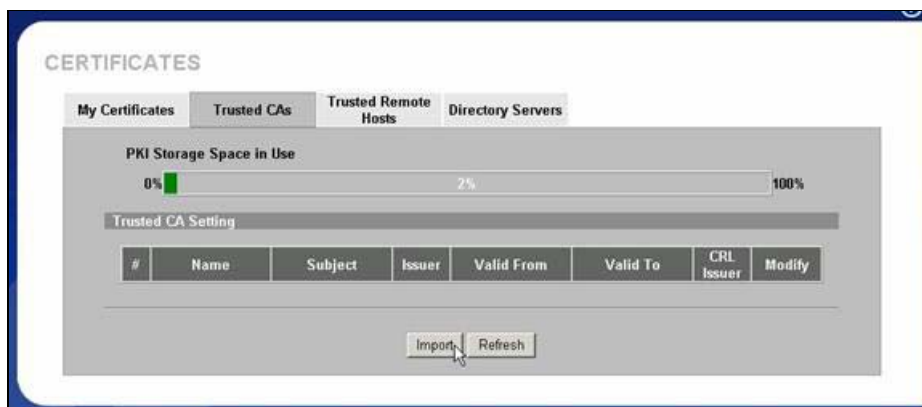 CERTIFICATES
My Certificates
Trusted CAs
Trusted Remote
Hosts
Directory Servers
PKI Storage Space in Use
0%
2%
100%
Trusted CA Setting
#
Name
Subject
Issuer
Valid From
Valid To
CRL
Issuer
Modify
Import
Refresh